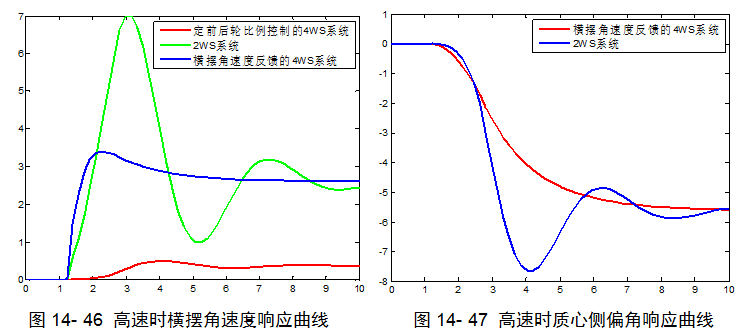 定前后轮比例控制的4WS系统
2WS系统
横摆角速度反馈的4WS系统
7
6
5
4
3
2
1
0
0 1 2 3 4 5 6 7 8 9 10
图 14- 46 高速时横摆角速度响应曲线
横摆角速度反馈的4WS系统
2WS系统
1
0
-1
-2
-3
-4
-5
-6
-7
-8
0 1 2 3 4 5 6 7 8 9 10
图 14- 47 高速时质心侧偏角响应曲线